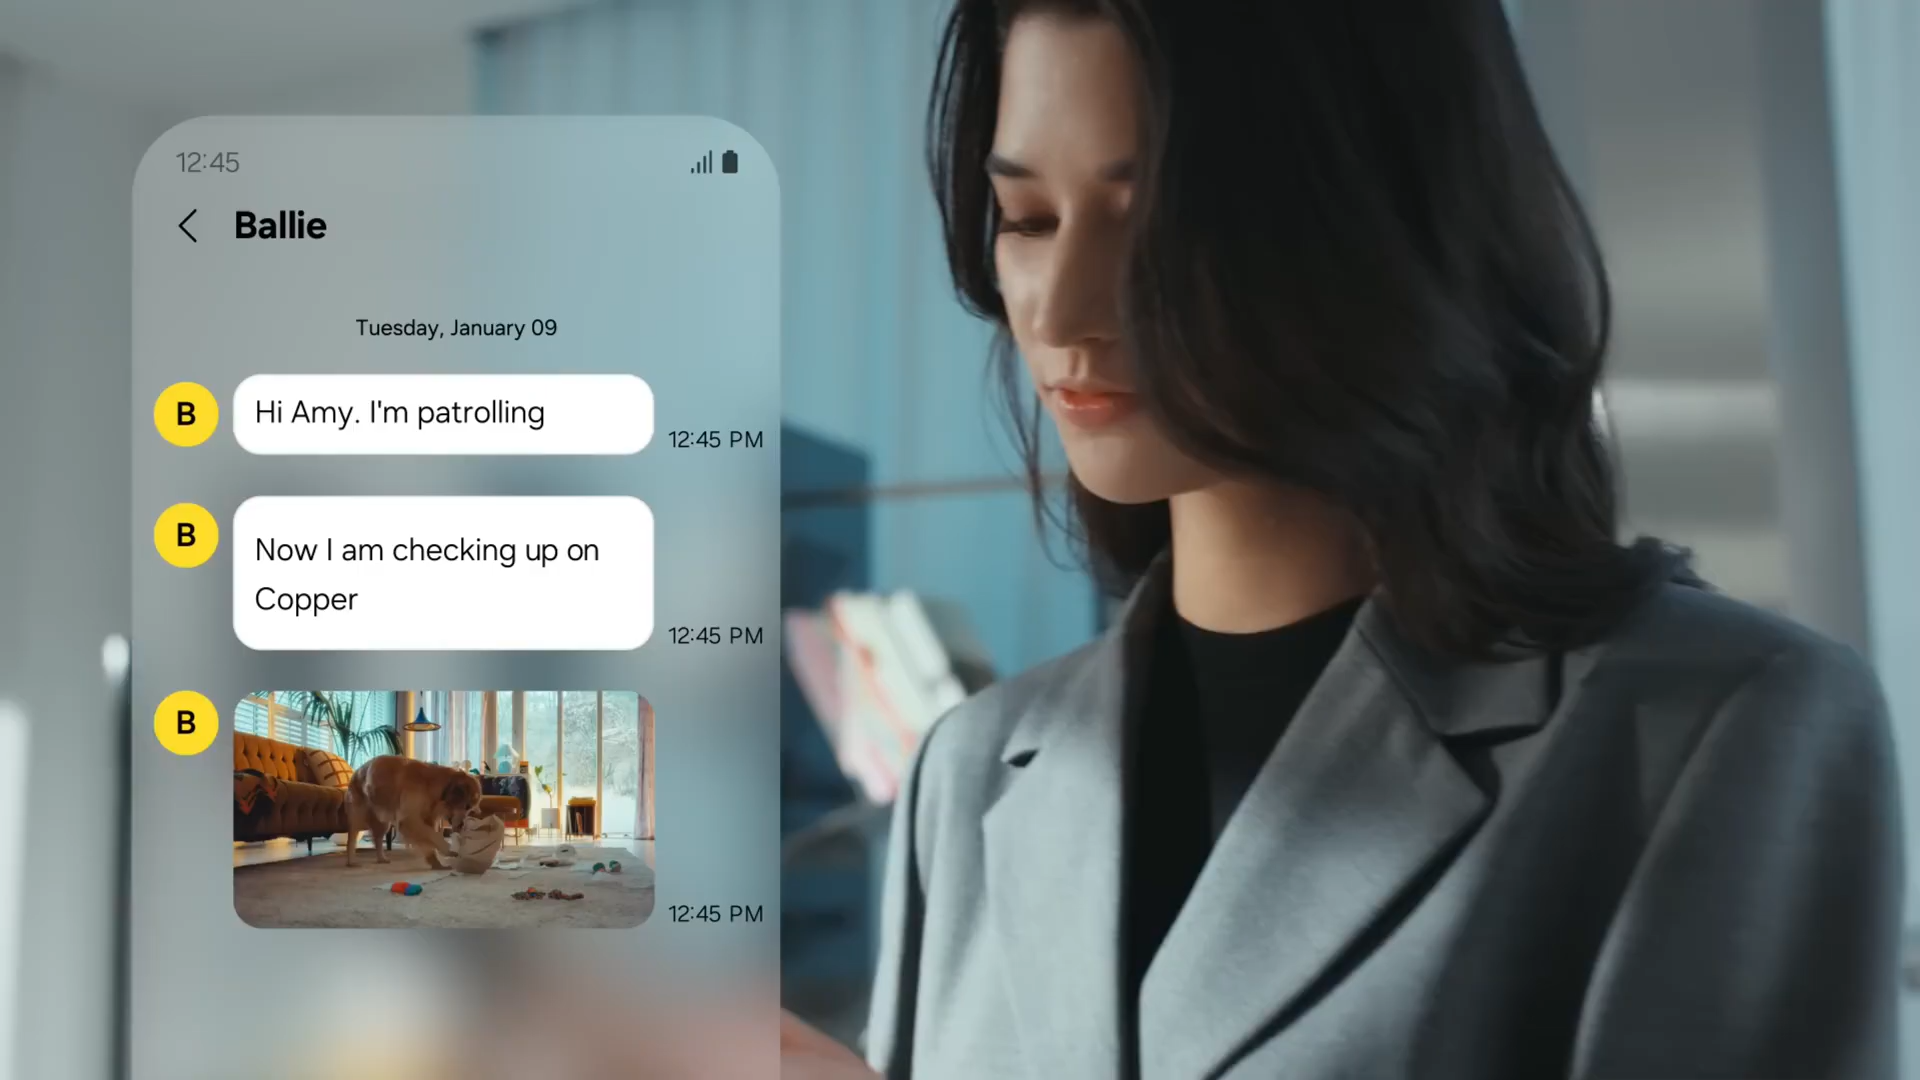 12:45
Ballie
Tuesday, January 09
B
Hi Amy. I'm patrolling
12:45 PM
B
Now I am checking up on
Copper
12:45 PM
B
12:45 PM